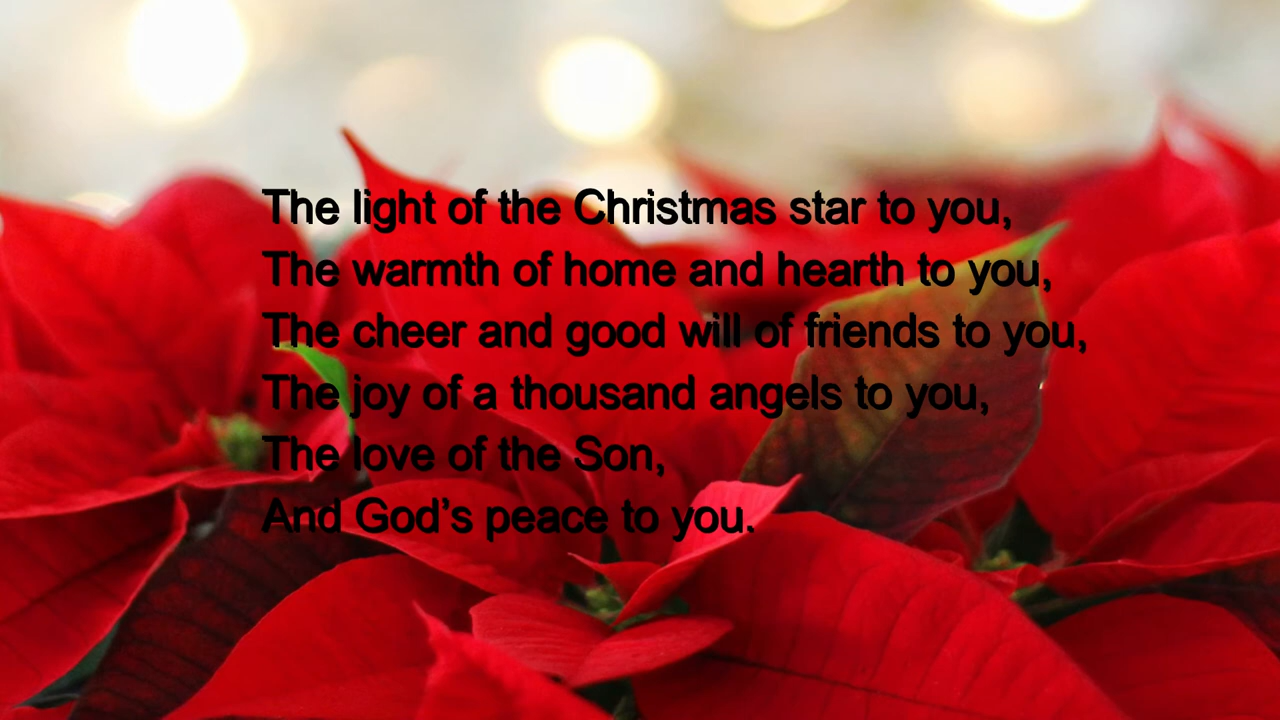 The light of the Christmas star to you,
The warmth of home and hearth to you,
The cheer and good will of friends to you,
The joy of a thousand angels to you,
The love of the Son,
And God’s peace to you.